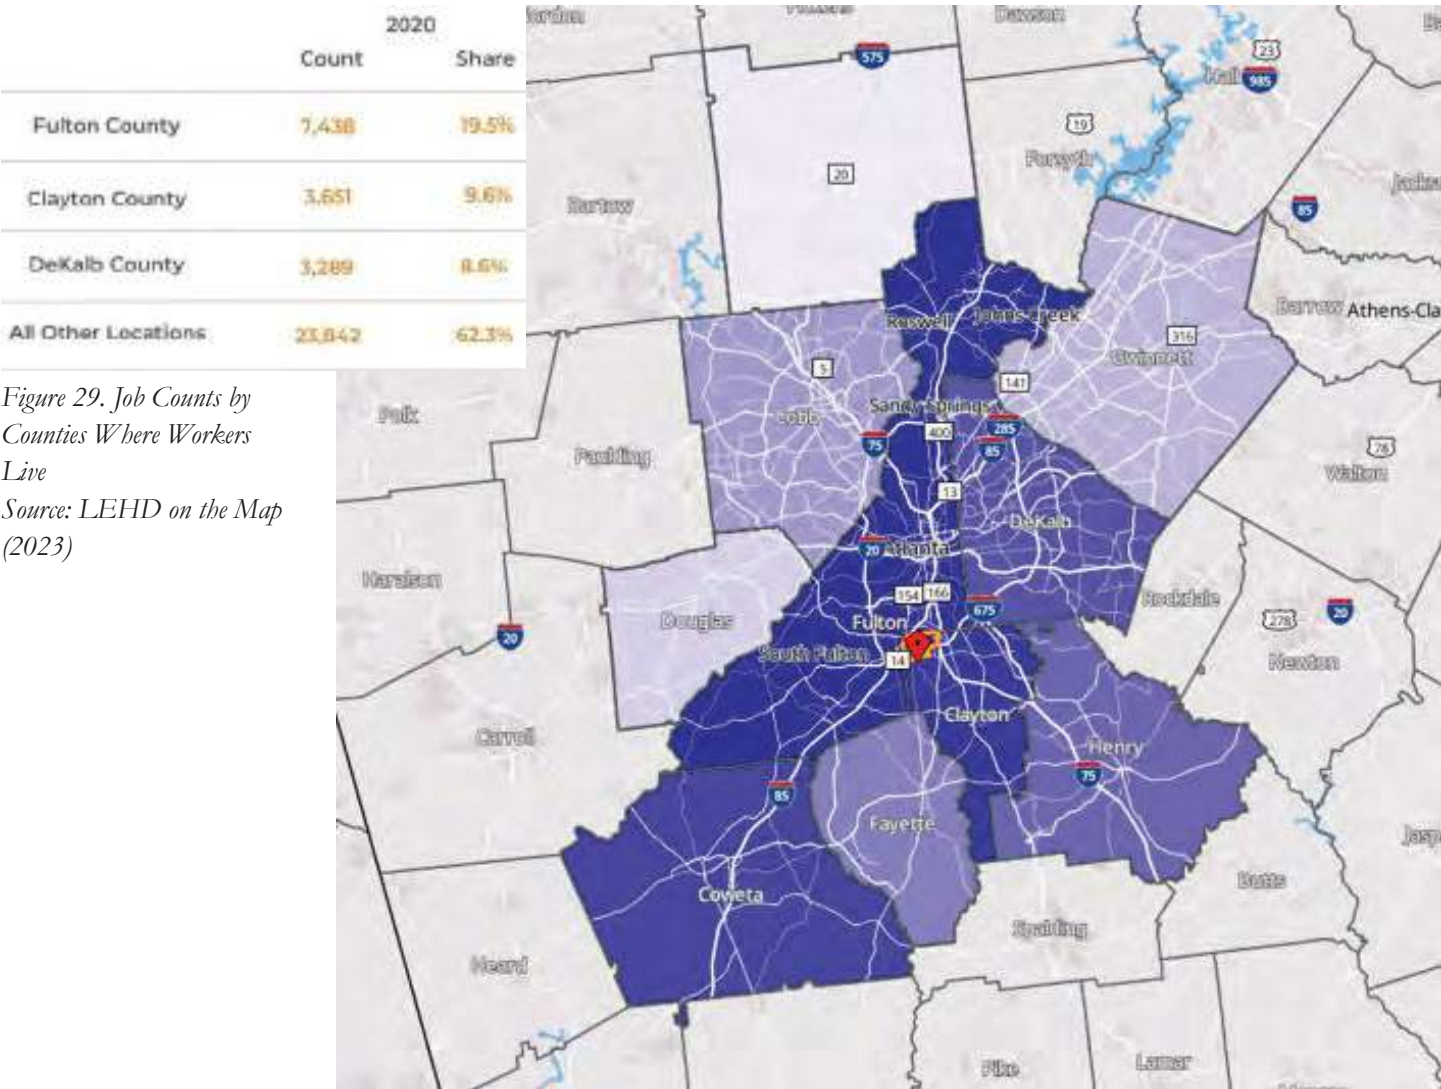 2020
Count Share
Fulton County 7,438 19.5%
Clayton County 3,651 9.6%
DeKalb County 3,289 8.6%
All Other Locations 23,842 62.3%
Figure 29. Job Counts by
Counties Where Workers
Live
Source: LEHD on the Map
(2023)
Dawson
575
23
Hall
985
19
Forsyth
20
Bartow
85
Barrow
Athens-Cla
Roswell
Johns Creek
316
Gwinnett
5
141
Cobb
Sandy Springs
400
285
75
85
Polk
Paulding
78
Walton
13
DeKalb
20
Atlanta
Haralson
154
166
675
Rockdale
Douglas
Fulton
20
278
20
South Fulton
14
Newton
Clayton
Carroll
Henry
75
85
Fayette
Coweta
Butts
Spalding
Heard
Pike
Lamar